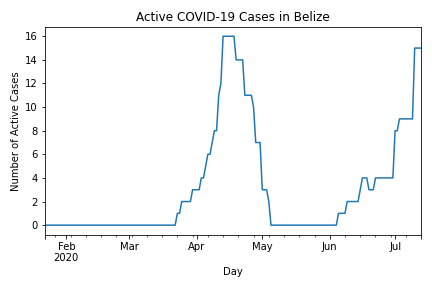 Active COVID-19 Cases in Belize
16
14
12
10
8
6
4
2
0
Number of Active Cases
Feb Mar Apr May Jun Jul
2020
Day